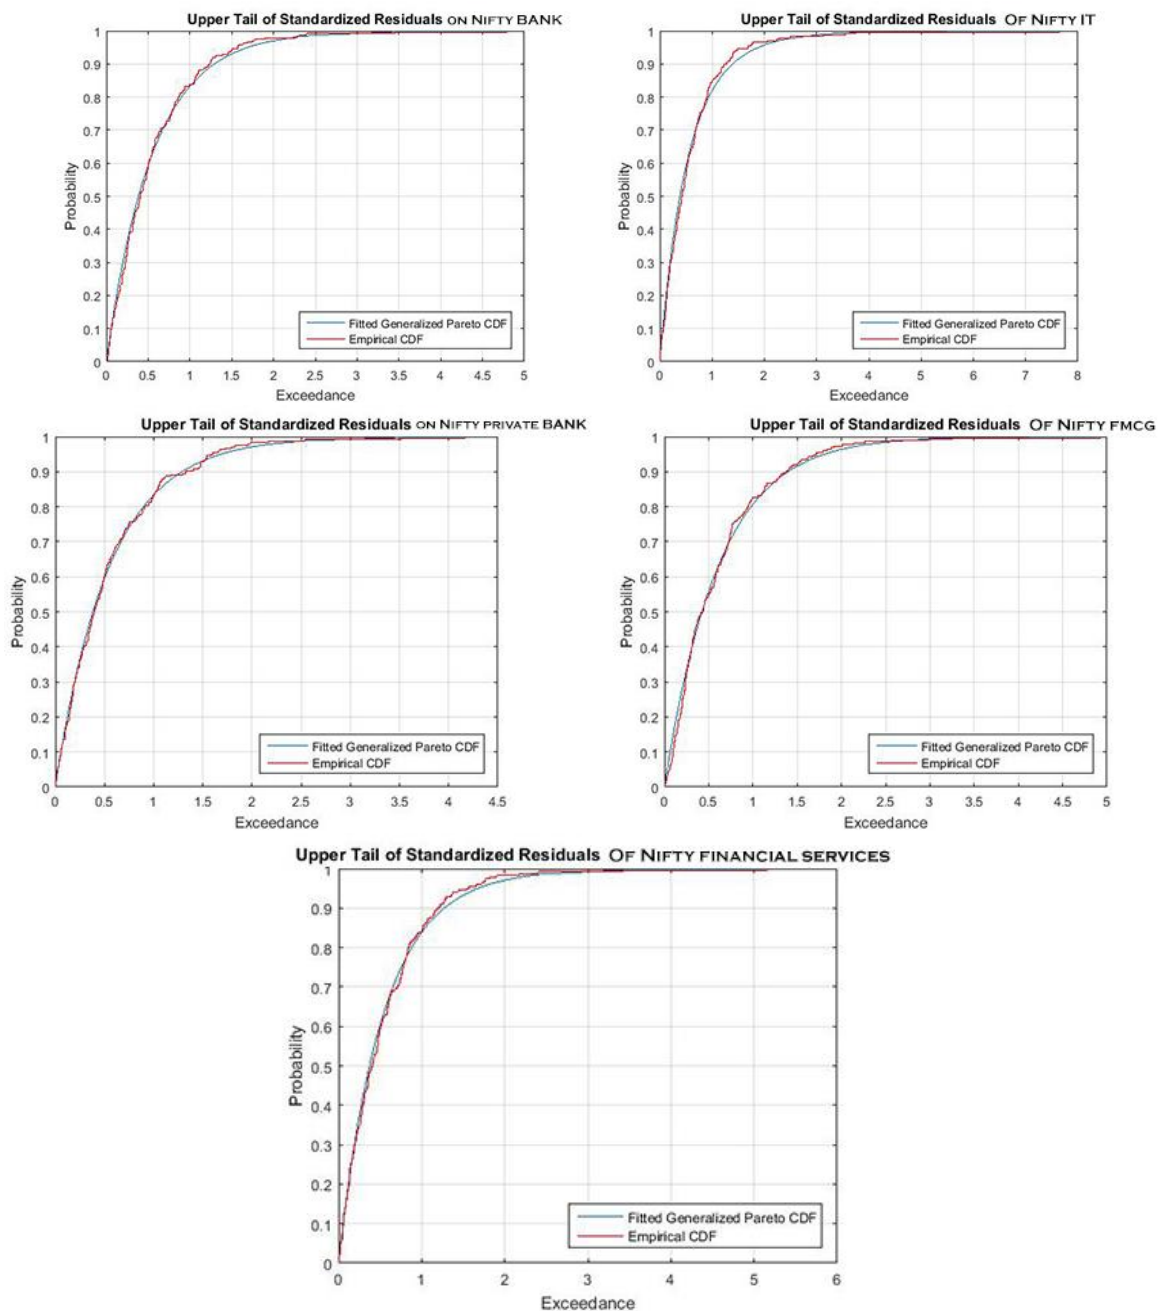 Upper Tail of Standardized Residuals ON NIFTY BANK
Probability
1
0.9
0.8
0.7
0.6
0.5
0.4
0.3
0.2
0.1
0
Fitted Generalized Pareto CDF
Empirical CDF
0 0.5 1 1.5 2 2.5 3 3.5 4 4.5 5
Exceedance
Upper Tail of Standardized Residuals OF NIFTY IT
Probability
1
0.9
0.8
0.7
0.6
0.5
0.4
0.3
0.2
0.1
0
Fitted Generalized Pareto CDF
Empirical CDF
0 1 2 3 4 5 6 7 8
Exceedance
Upper Tail of Standardized Residuals ON NIFTY PRIVATE BANK
Probability
1
0.9
0.8
0.7
0.6
0.5
0.4
0.3
0.2
0.1
0
Fitted Generalized Pareto CDF
Empirical CDF
0 0.5 1 1.5 2 2.5 3 3.5 4 4.5
Exceedance
Upper Tail of Standardized Residuals OF NIFTY FMCG
Probability
1
0.9
0.8
0.7
0.6
0.5
0.4
0.3
0.2
0.1
0
Fitted Generalized Pareto CDF
Empirical CDF
0 0.5 1 1.5 2 2.5 3 3.5 4 4.5 5
Exceedance
Upper Tail of Standardized Residuals OF NIFTY FINANCIAL SERVICES
Probability
1
0.9
0.8
0.7
0.6
0.5
0.4
0.3
0.2
0.1
0
Fitted Generalized Pareto CDF
Empirical CDF
0 1 2 3 4 5 6
Exceedance